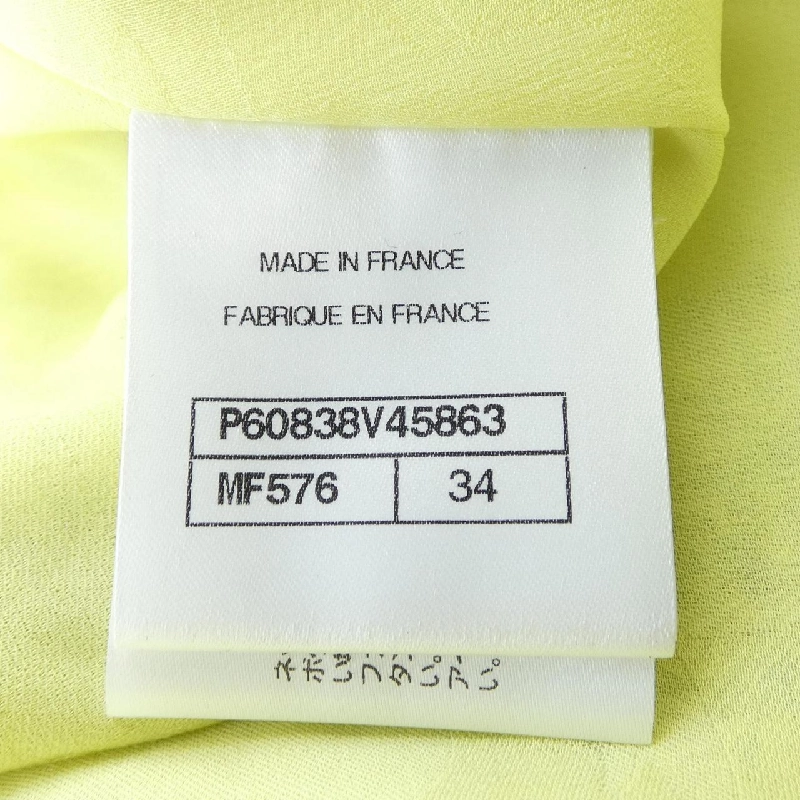 MADE IN FRANCE
FABRIQUE EN FRANCE
P60838V45863
MF576 34